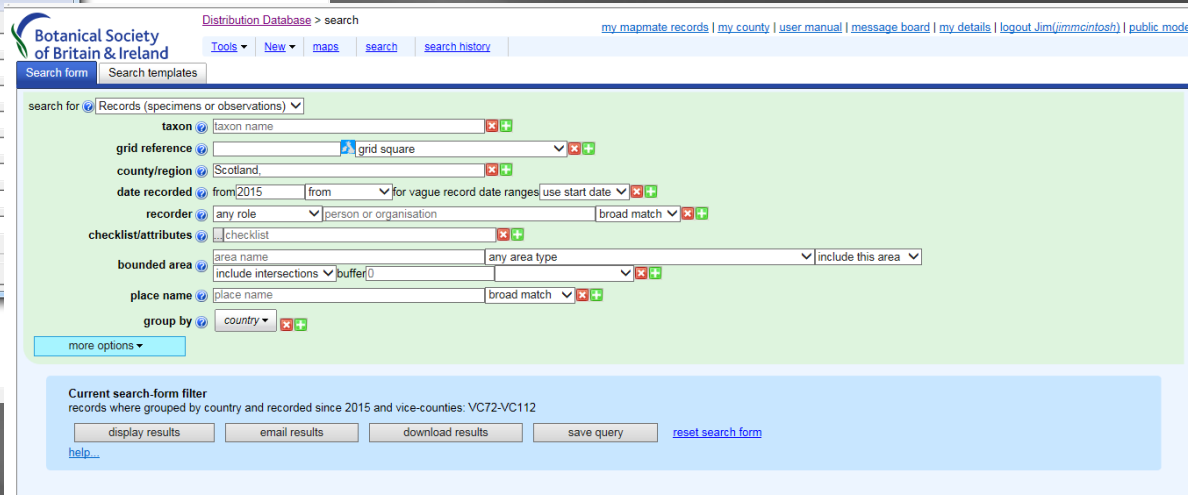 Distribution Database > search
my mapmate records | my county | user manual | message board | my details | logout Jim(jimmcintosh) | public mode
Botanical Society
of Britain & Ireland
Tools New maps search search history
Search form Search templates
search for Records (specimens or observations)
taxon taxon name
grid reference grid square
county/region Scotland,
date recorded from 2015 from for vague record date ranges use start date
recorder any role person or organisation broad match
checklist/attributes ... checklist
bounded area area name any area type include this area
include intersections buffer 0
place name place name broad match
group by country
more options
Current search-form filter
records where grouped by country and recorded since 2015 and vice-counties: VC72-VC112
display results email results download results save query reset search form
help...